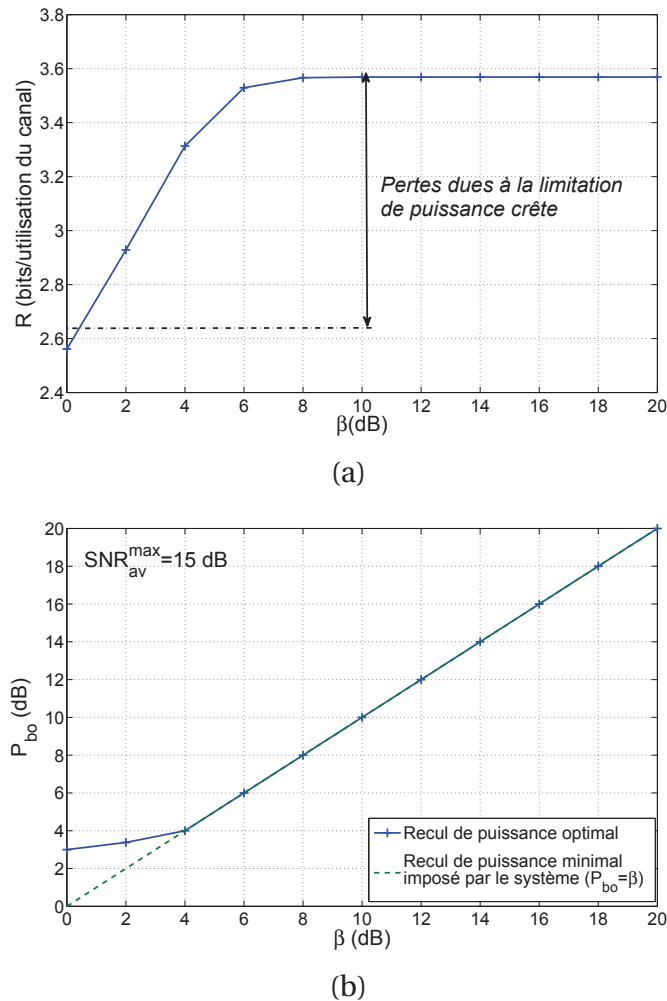 3.8
3.6
3.4
3.2
3
2.8
2.6
2.4
R (bits/utilisation du canal)
Pertes dues à la limitation
de puissance crête
0 2 4 6 8 10 12 14 16 18 20
β(dB)
(a)
20
18
16
14
12
10
8
6
4
2
0
P_bo (dB)
SNR_av^max=15 dB
Recul de puissance optimal
Recul de puissance minimal
imposé par le système (P_bo=β)
0 2 4 6 8 10 12 14 16 18 20
β (dB)
(b)